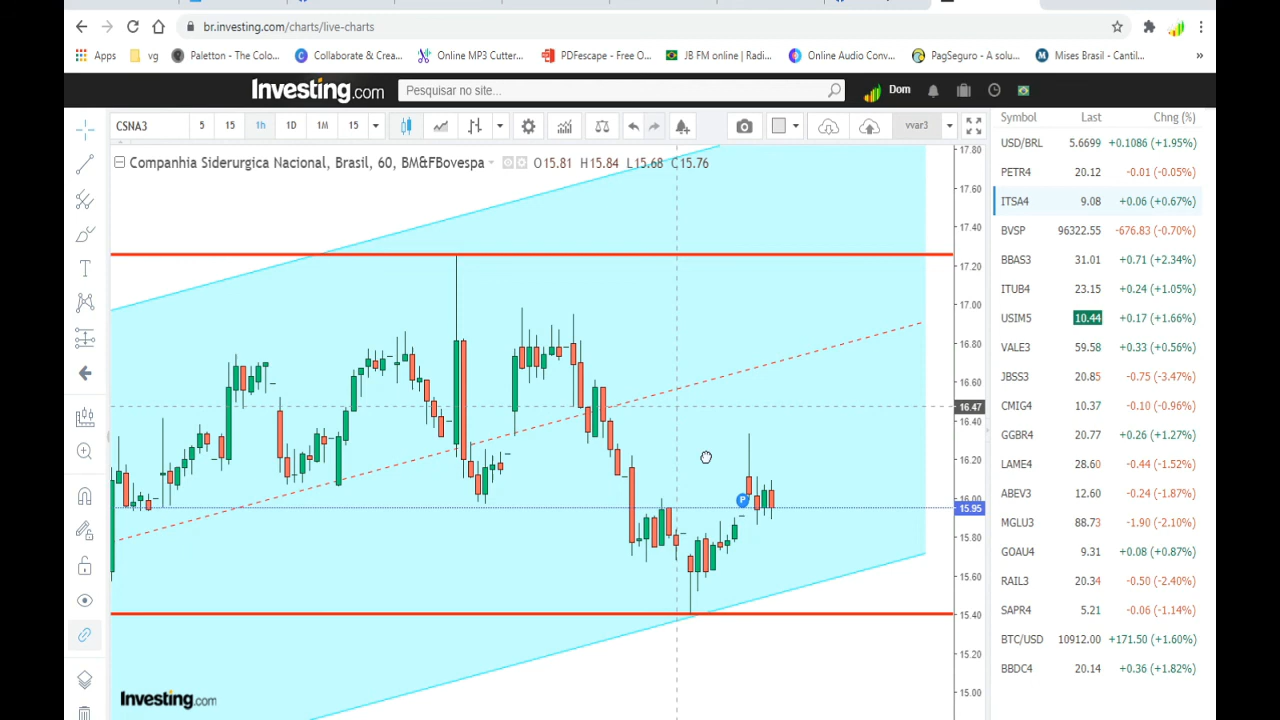 br.investing.com/charts/live-charts
Apps vg Paletton - The Colo... Collaborate & Crea... Online MP3 Cutter... PDFescape - Free O... JB FM online | Radi... Online Audio Conv... PagSeguro - A solu... Mises Brasil - Cantil... »
Investing.com Pesquisar no site... Dom
CSNA3 5 15 1h 1D 1M 15 vvar3
Companhia Siderurgica Nacional, Brasil, 60, BM&FBovespa O15.81 H15.84 L15.68 C15.76
17.80
17.60
17.40
17.20
17.00
16.80
16.60
16.47
16.40
16.20
16.00
15.95
15.80
15.60
15.40
15.20
15.00
T
P
Investing.com
Symbol Last Chng (%)
USD/BRL 5.6699 +0.1086 (+1.95%)
PETR4 20.12 -0.01 (-0.05%)
ITSA4 9.08 +0.06 (+0.67%)
BVSP 96322.55 -676.83 (-0.70%)
BBAS3 31.01 +0.71 (+2.34%)
ITUB4 23.15 +0.24 (+1.05%)
USIM5 10.44 +0.17 (+1.66%)
VALE3 59.58 +0.33 (+0.56%)
JBSS3 20.85 -0.75 (-3.47%)
CMIG4 10.37 -0.10 (-0.96%)
GGBR4 20.77 +0.26 (+1.27%)
LAME4 28.60 -0.44 (-1.52%)
ABEV3 12.60 -0.24 (-1.87%)
MGLU3 88.73 -1.90 (-2.10%)
GOAU4 9.31 +0.08 (+0.87%)
RAIL3 20.34 -0.50 (-2.40%)
SAPR4 5.21 -0.06 (-1.14%)
BTC/USD 10912.00 +171.50 (+1.60%)
BBDC4 20.14 +0.36 (+1.82%)